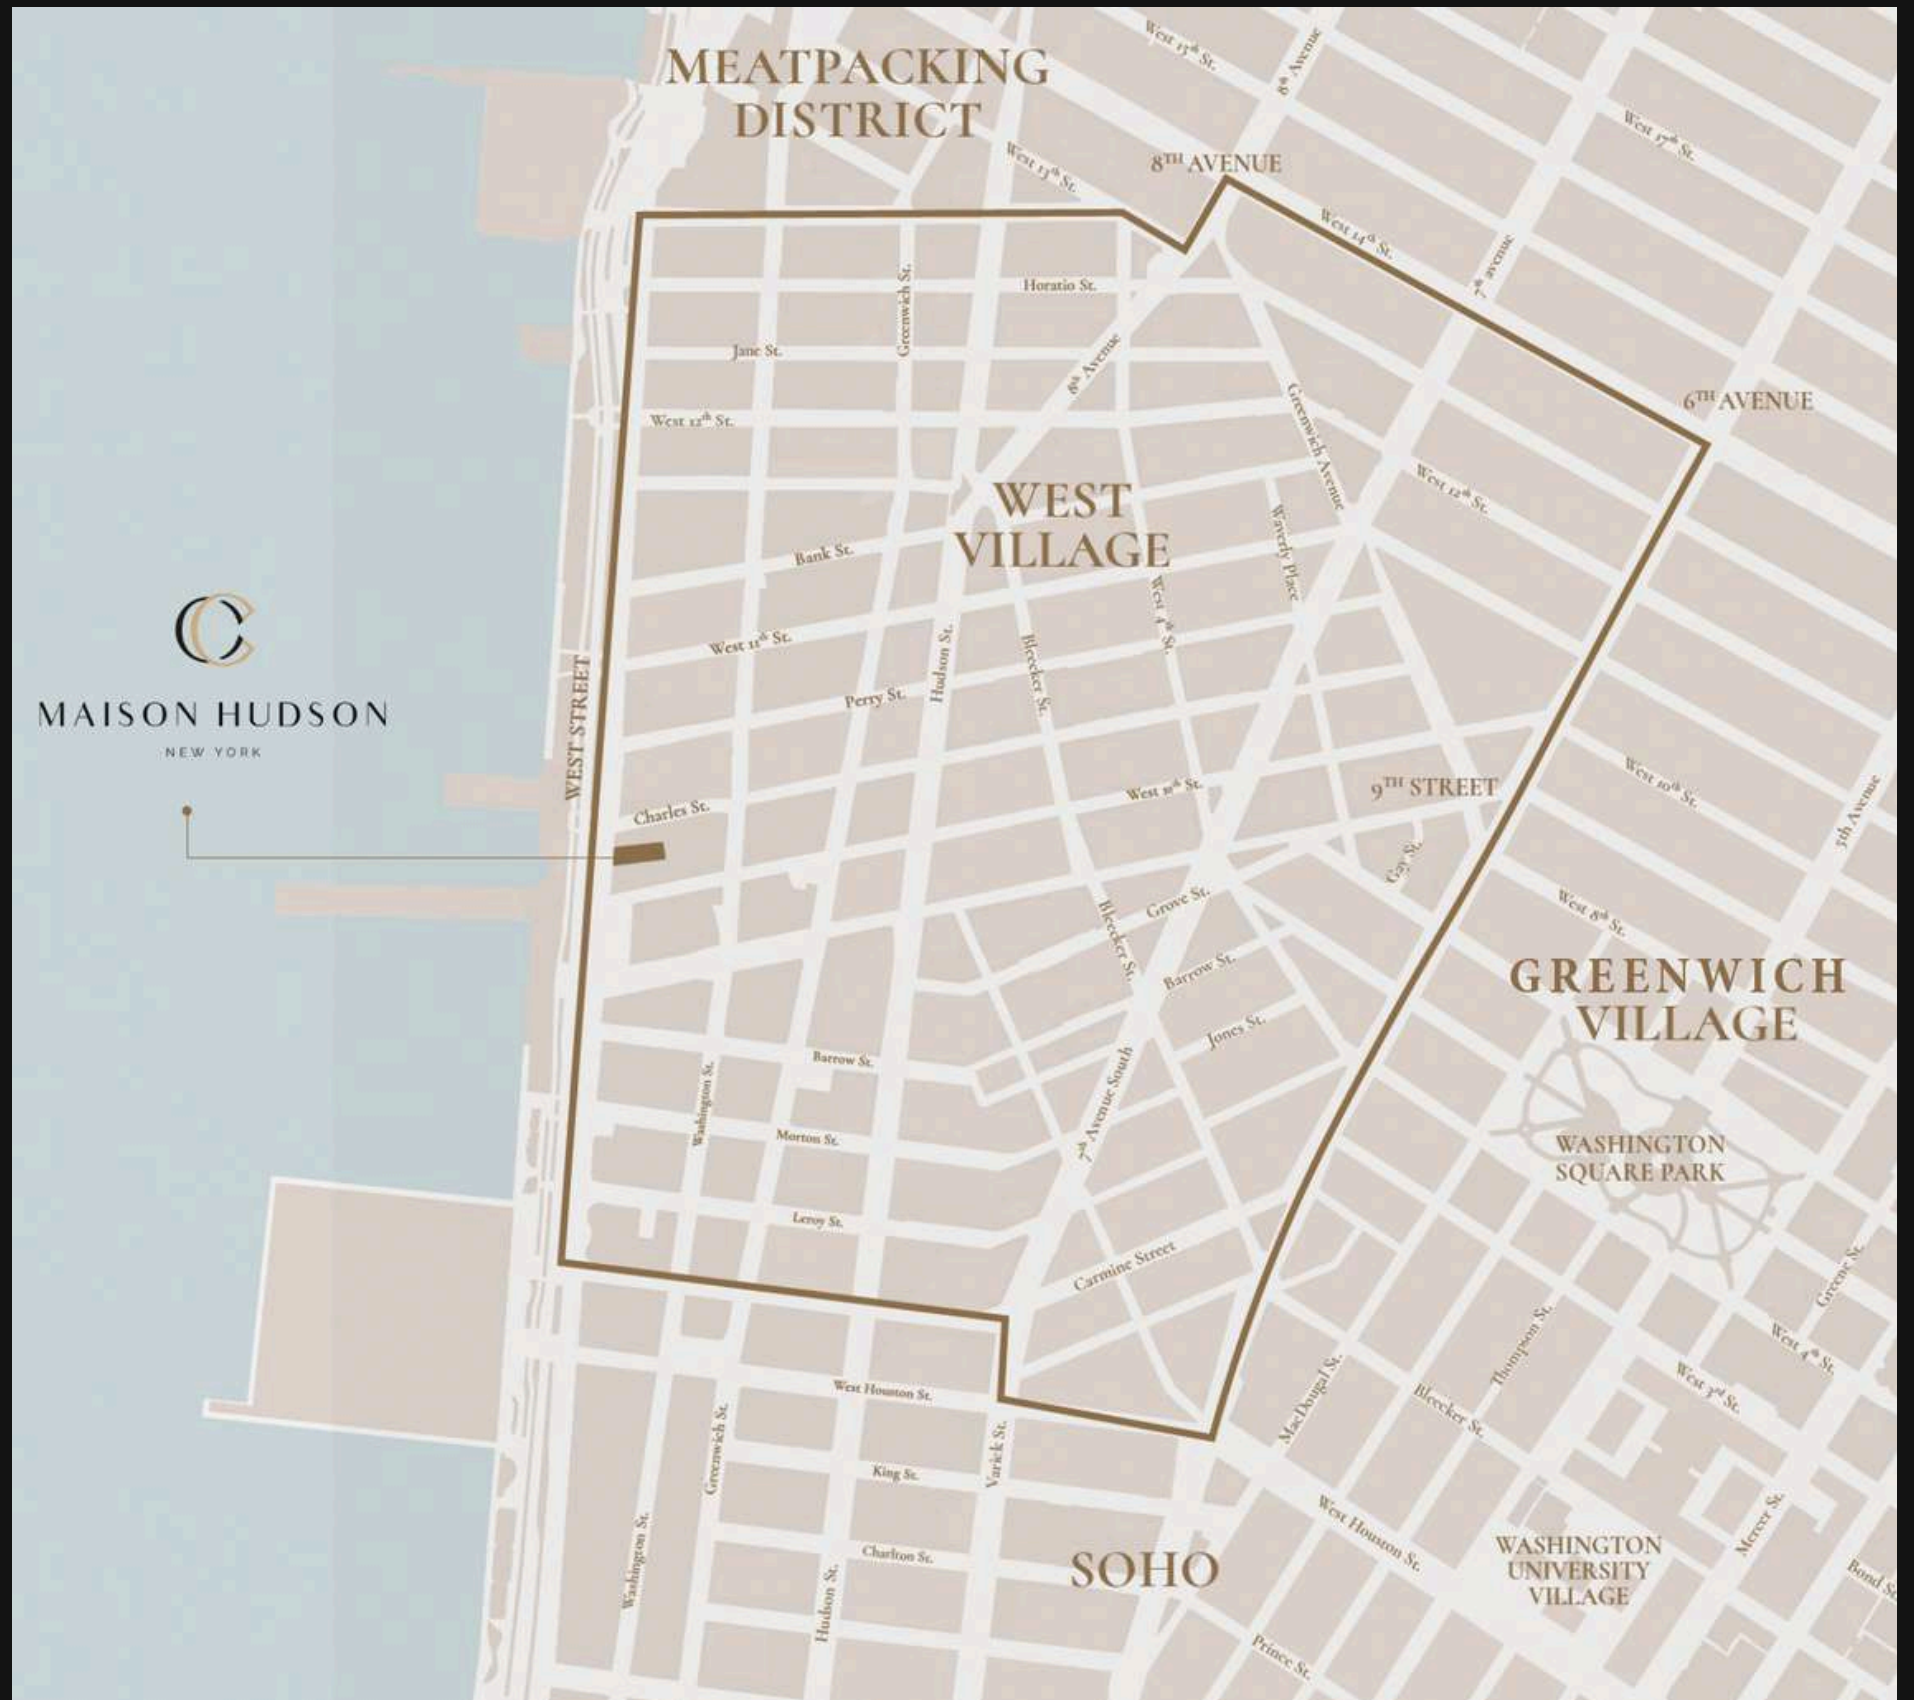 MEATPACKING
DISTRICT
West 15th St.
8th Avenue
West 17th St.
West 13th St.
8TH AVENUE
West 14th St.
7th avenue
Greenwich St.
Horatio St.
Jane St.
8th Avenue
6TH AVENUE
West 12th St.
Greenwich Avenue
West 12th St.
WEST
VILLAGE
Waverly Place
Bank St.
West 4th St.
West 11th St.
Hudson St.
Bleecker St.
Perry St.
MAISON HUDSON
NEW YORK
WEST STREET
West 10th St.
9TH STREET
West 10th St.
5th Avenue
Charles St.
Gay St.
Grove St.
West 8th St.
Bleecker St.
Barrow St.
GREENWICH
VILLAGE
Jones St.
Barrow St.
Washington St.
7th Avenue South
Morton St.
WASHINGTON
SQUARE PARK
Leroy St.
Carmine Street
Greene St.
Thompson St.
West 4th St.
MacDougal St.
West 3rd St.
West Houston St.
Bleecker St.
Greenwich St.
Varick St.
King St.
Washington St.
West Houston St.
Mercer St.
Charlton St.
SOHO
WASHINGTON
UNIVERSITY
VILLAGE
Bond St.
Hudson St.
Prince St.